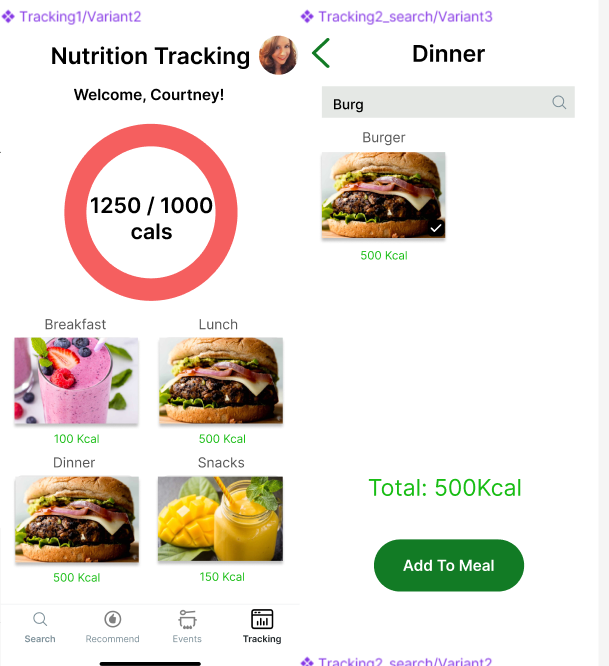 Tracking1/Variant2
Nutrition Tracking
Welcome, Courtney!
1250 / 1000
cals
Breakfast
Lunch
100 Kcal
500 Kcal
Dinner
Snacks
500 Kcal
150 Kcal
Search
Recommend
Events
Tracking
Tracking2_search/Variant3
Dinner
Burg
Burger
500 Kcal
Total: 500Kcal
Add To Meal
Tracking2_search/Variant2